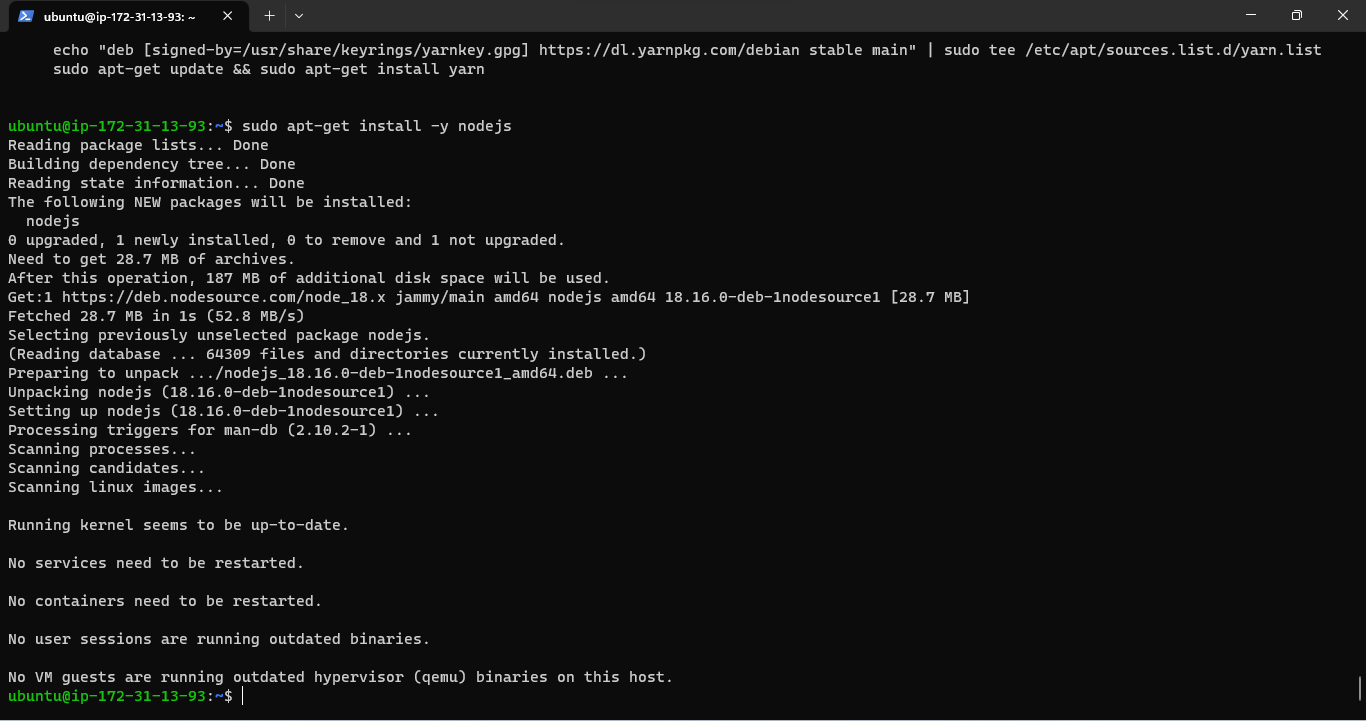 ubuntu@ip-172-31-13-93: ~
echo "deb [signed-by=/usr/share/keyrings/yarnkey.gpg] https://dl.yarnpkg.com/debian stable main" | sudo tee /etc/apt/sources.list.d/yarn.list
sudo apt-get update && sudo apt-get install yarn
ubuntu@ip-172-31-13-93:~$ sudo apt-get install -y nodejs
Reading package lists... Done
Building dependency tree... Done
Reading state information... Done
The following NEW packages will be installed:
nodejs
0 upgraded, 1 newly installed, 0 to remove and 1 not upgraded.
Need to get 28.7 MB of archives.
After this operation, 187 MB of additional disk space will be used.
Get:1 https://deb.nodesource.com/node_18.x jammy/main amd64 nodejs amd64 18.16.0-deb-1nodesource1 [28.7 MB]
Fetched 28.7 MB in 1s (52.8 MB/s)
Selecting previously unselected package nodejs.
(Reading database ... 64309 files and directories currently installed.)
Preparing to unpack .../nodejs_18.16.0-deb-1nodesource1_amd64.deb ...
Unpacking nodejs (18.16.0-deb-1nodesource1) ...
Setting up nodejs (18.16.0-deb-1nodesource1) ...
Processing triggers for man-db (2.10.2-1) ...
Scanning processes...
Scanning candidates...
Scanning linux images...
Running kernel seems to be up-to-date.
No services need to be restarted.
No containers need to be restarted.
No user sessions are running outdated binaries.
No VM guests are running outdated hypervisor (qemu) binaries on this host.
ubuntu@ip-172-31-13-93:~$